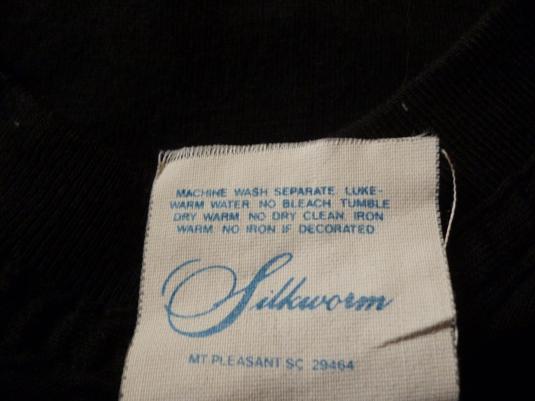 MACHINE WASH SEPARATE. LUKE-
WARM WATER. NO BLEACH. TUMBLE
DRY WARM. NO DRY CLEAN. IRON
WARM. NO IRON IF DECORATED
Silkworm
MT. PLEASANT SC 29464